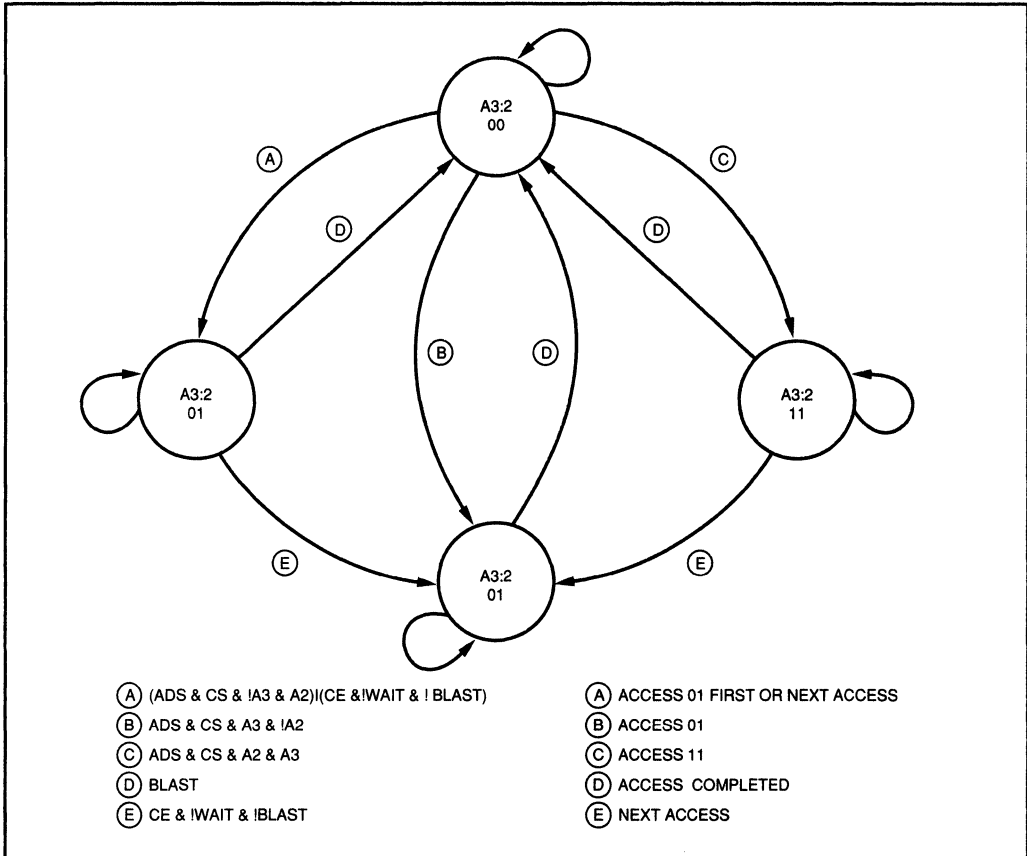 A3:2
00
A
C
D
D
A3:2
01
B
D
A3:2
11
E
A3:2
01
E
A (ADS & CS & !A3 & A2)I(CE &!WAIT & ! BLAST)
B ADS & CS & A3 & !A2
C ADS & CS & A2 & A3
D BLAST
E CE & !WAIT & !BLAST
A ACCESS 01 FIRST OR NEXT ACCESS
B ACCESS 01
C ACCESS 11
D ACCESS COMPLETED
E NEXT ACCESS